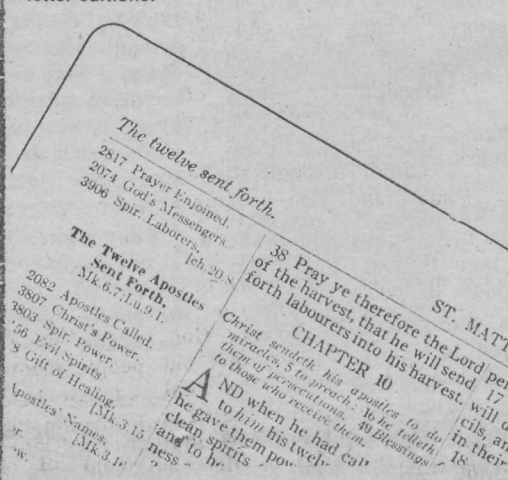 The twelve sent forth.
2817 Prayer Enjoined.
2074 God's Messengers.
3906 Spir. Laborers,
[ch.20.8
The Twelve Apostles
Sent Forth,
Mk.6.7;Lu.9.1.
2082 Apostles Called.
3807 Christ's Power.
3803 Spir. Power.
56 Evil Spirits
8 Gift of Healing.
Apostles' Names,
[Mk.3.15
[Mk.3.16
ST. MATT
38 Pray ye therefore the Lord
of the harvest, that he will send
forth labourers into his harvest.
CHAPTER 10
Christ sendeth his apostles to do
miracles, 5 to preach: 16 he telleth
them of persecutions. 40 Blessings
to those who receive them.
AND when he had cal
to him his twelv
he gave them pow
clean spirits
and to he
ness
17
will d
cils, an
in their
18